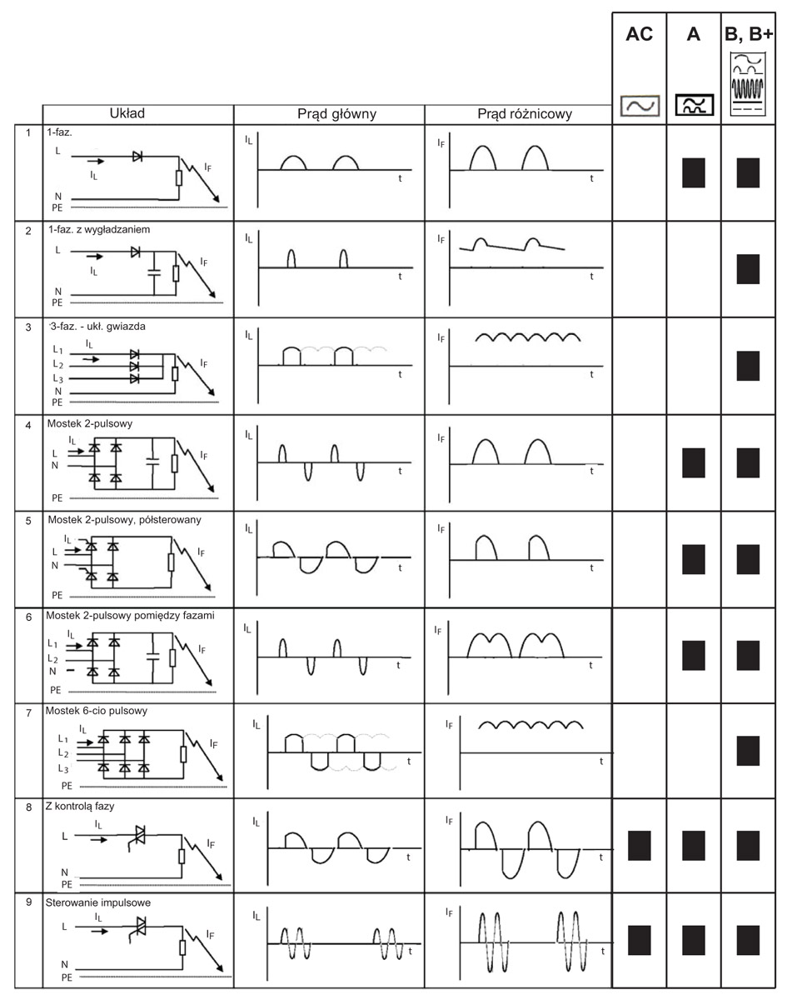 AC A B, B+
Układ Prąd główny Prąd różnicowy
1 1-faz.
L
IL
IF
N
PE
IL
t
IF
t
2 1-faz. z wygładzaniem
L
IL
IF
N
PE
IL
t
IF
t
3 3-faz. - ukł. gwiazda
L1
IL
L2
L3
IF
N
PE
IL
t
IF
t
4 Mostek 2-pulsowy
IL
L
N
IF
PE
IL
t
IF
t
5 Mostek 2-pulsowy, półsterowany
IL
L
N
IF
PE
IL
t
IF
t
6 Mostek 2-pulsowy pomiędzy fazami
IL
L1
L2
N
IF
PE
IL
t
IF
t
7 Mostek 6-cio pulsowy
IL
L1
L2
L3
IF
PE
IL
t
IF
t
8 Z kontrolą fazy
L
IL
IF
N
PE
IL
t
IF
t
9 Sterowanie impulsowe
L
IL
IF
N
PE
IL
t
IF
t